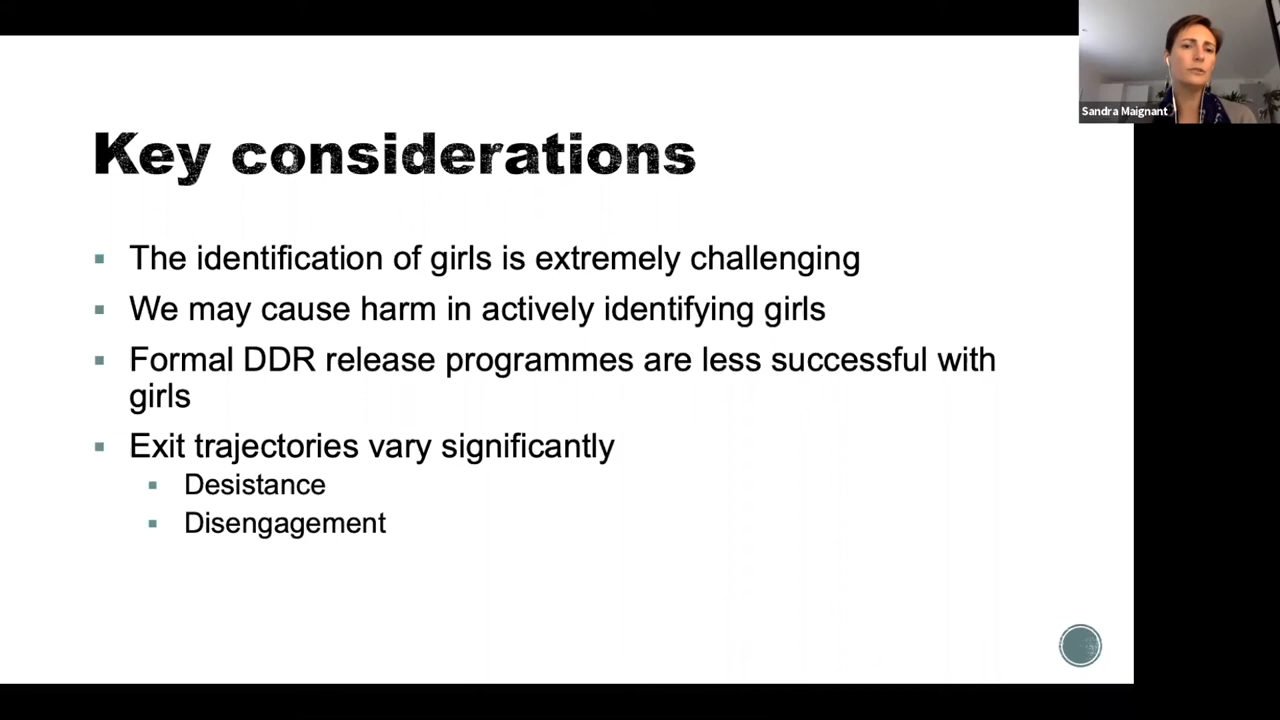 Sandra Maignant
Key considerations
The identification of girls is extremely challenging
We may cause harm in actively identifying girls
Formal DDR release programmes are less successful with
girls
Exit trajectories vary significantly
Desistance
Disengagement